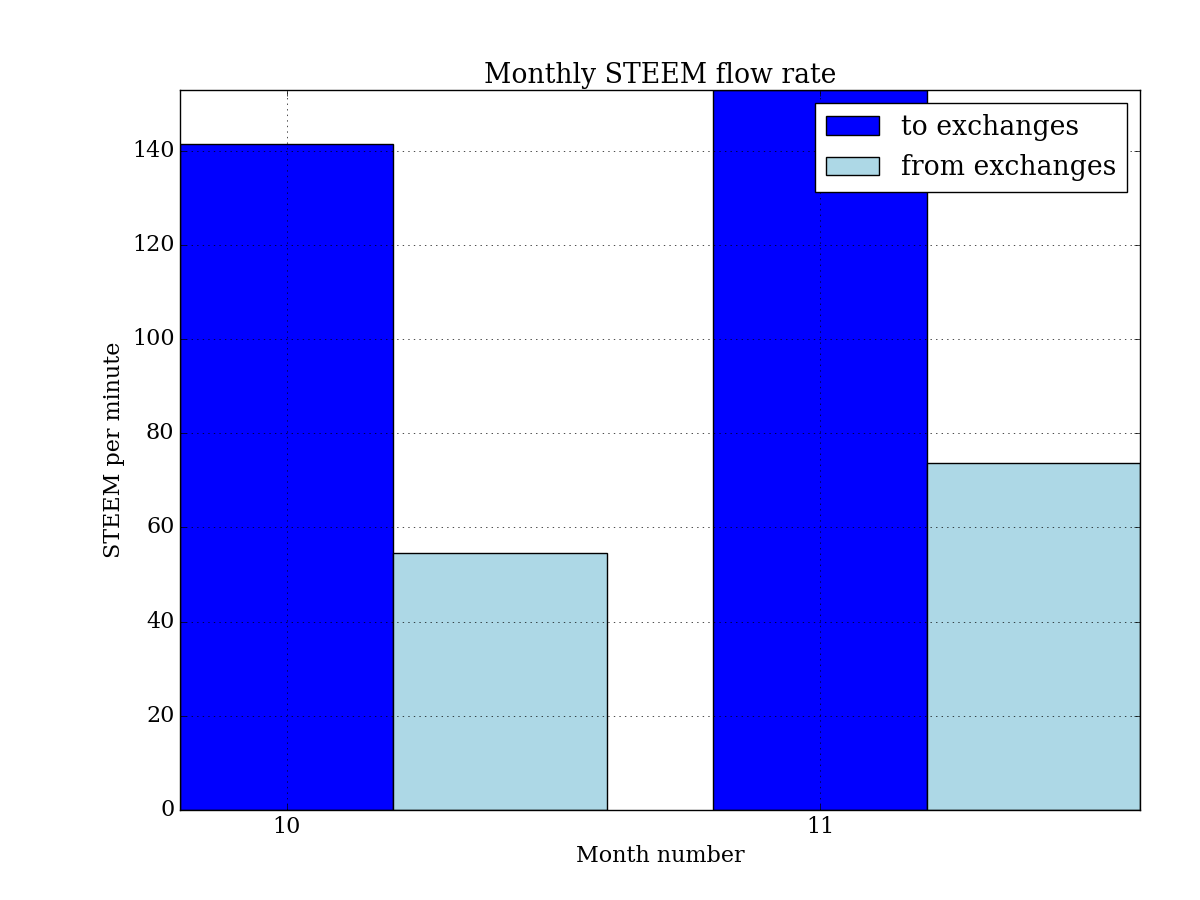 Monthly STEEM flow rate
to exchanges
from exchanges
140
120
100
80
60
40
20
0
STEEM per minute
10 11
Month number